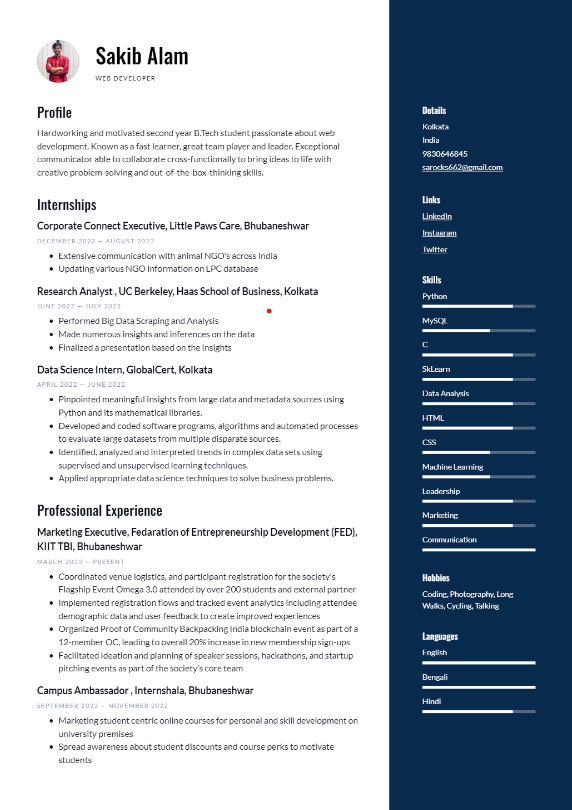 Sakib Alam
WEB DEVELOPER
Profile
Hardworking and motivated second year B.Tech student passionate about web
development. Known as a fast learner, great team player and leader. Exceptional
communicator able to collaborate cross-functionally to bring ideas to life with
creative problem-solving and out-of-the-box-thinking skills.
Internships
Corporate Connect Executive, Little Paws Care, Bhubaneshwar
DECEMBER 2022 — AUGUST 2023
• Extensive communication with animal NGO's across India
• Updating various NGO information on LPC database
Research Analyst , UC Berkeley, Haas School of Business, Kolkata
JUNE 2022 — JULY 2022
• Performed Big Data Scraping and Analysis
• Made numerous insights and inferences on the data
• Finalized a presentation based on the insights
Data Science Intern, GlobalCert, Kolkata
APRIL 2022 — JUNE 2022
• Pinpointed meaningful insights from large data and metadata sources using
Python and its mathematical libraries.
• Developed and coded software programs, algorithms and automated processes
to evaluate large datasets from multiple disparate sources.
• Identified, analyzed and interpreted trends in complex data sets using
supervised and unsupervised learning techniques.
• Applied appropriate data science techniques to solve business problems.
Professional Experience
Marketing Executive, Fedaration of Entrepreneurship Development (FED),
KIIT TBI, Bhubaneshwar
MARCH 2023 — PRESENT
• Coordinated venue logistics, and participant registration for the society's
Flagship Event Omega 3.0 attended by over 200 students and external partner
• Implemented registration flows and tracked event analytics including attendee
demographic data and user feedback to create improved experiences
• Organized Proof of Community Backpacking India blockchain event as part of a
12-member OC, leading to overall 20% increase in new membership sign-ups
• Facilitated ideation and planning of speaker sessions, hackathons, and startup
pitching events as part of the society's core team
Campus Ambassador , Internshala, Bhubaneshwar
SEPTEMBER 2022 — NOVEMBER 2022
• Marketing student centric online courses for personal and skill development on
university premises
• Spread awareness about student discounts and course perks to motivate
students
Details
Kolkata
India
9830646845
sarocks662@gmail.com
Links
LinkedIn
Instagram
Twitter
Skills
Python
MySQL
C
SkLearn
Data Analysis
HTML
CSS
Machine Learning
Leadership
Marketing
Communication
Hobbies
Coding, Photography, Long
Walks, Cycling, Talking
Languages
English
Bengali
Hindi